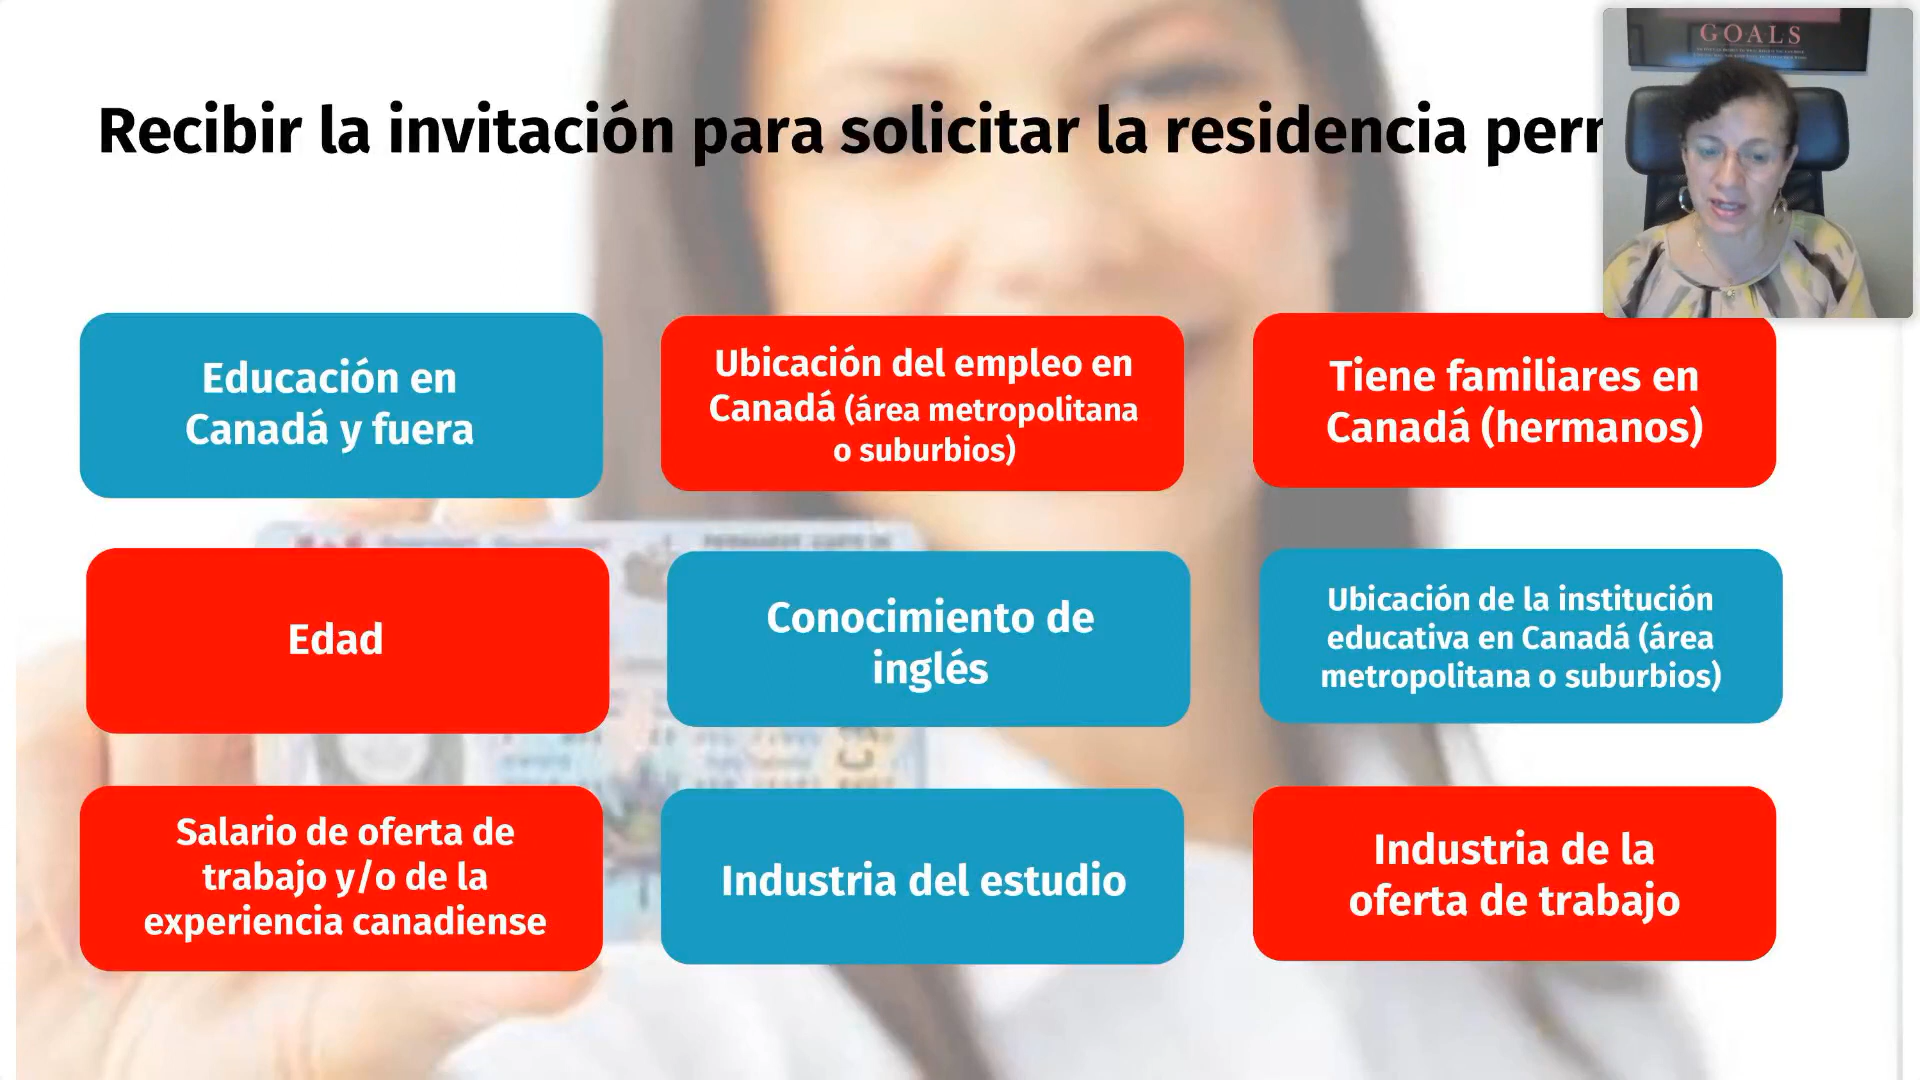 GOALS
Recibir la invitación para solicitar la residencia
Educación en
Canadá y fuera
Ubicación del empleo en
Canadá (área metropolitana
o suburbios)
Tiene familiares en
Canadá (hermanos)
Edad
Conocimiento de
inglés
Ubicación de la institución
educativa en Canadá (área
metropolitana o suburbios)
Salario de oferta de
trabajo y/o de la
experiencia canadiense
Industria del estudio
Industria de la
oferta de trabajo